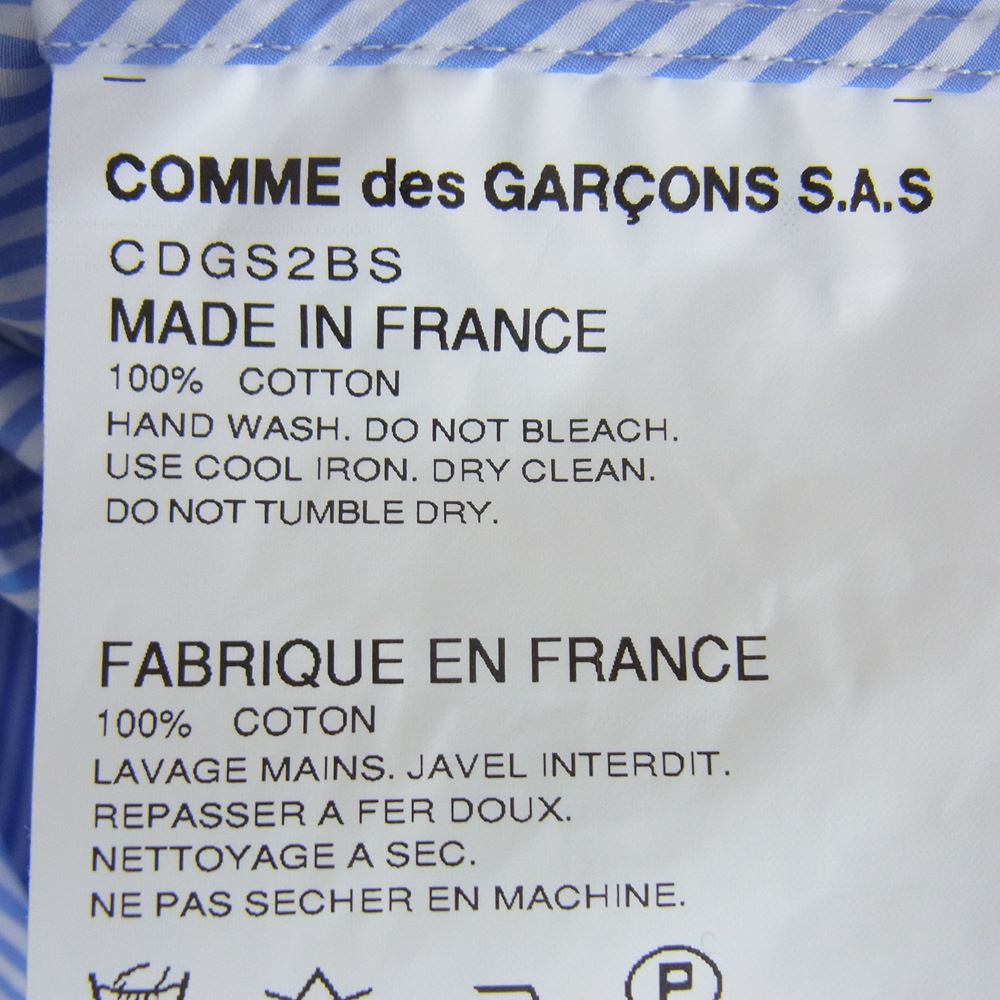 COMME des GARÇONS S.A.S
CDGS2BS
MADE IN FRANCE
100% COTTON
HAND WASH. DO NOT BLEACH.
USE COOL IRON. DRY CLEAN.
DO NOT TUMBLE DRY.
FABRIQUE EN FRANCE
100% COTON
LAVAGE MAINS. JAVEL INTERDIT.
REPASSER A FER DOUX.
NETTOYAGE A SEC.
NE PAS SECHER EN MACHINE.
P